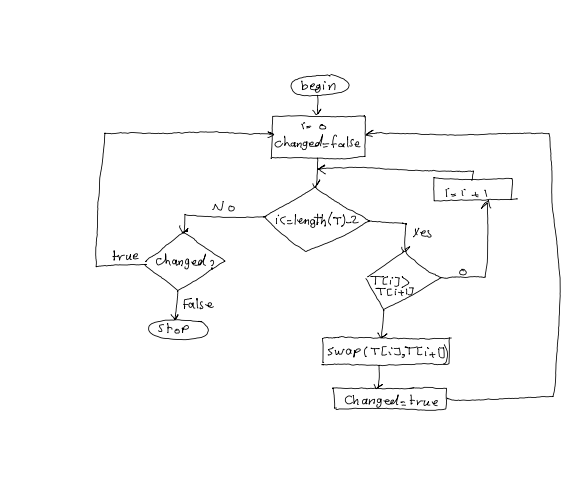 begin
i= 0
changed=false
i=i+1
No
i<=length(T)-2
Yes
true
changed?
T[i]>
T[i+1]
0
False
stop
swap(T[i],T[i+1])
Changed=true